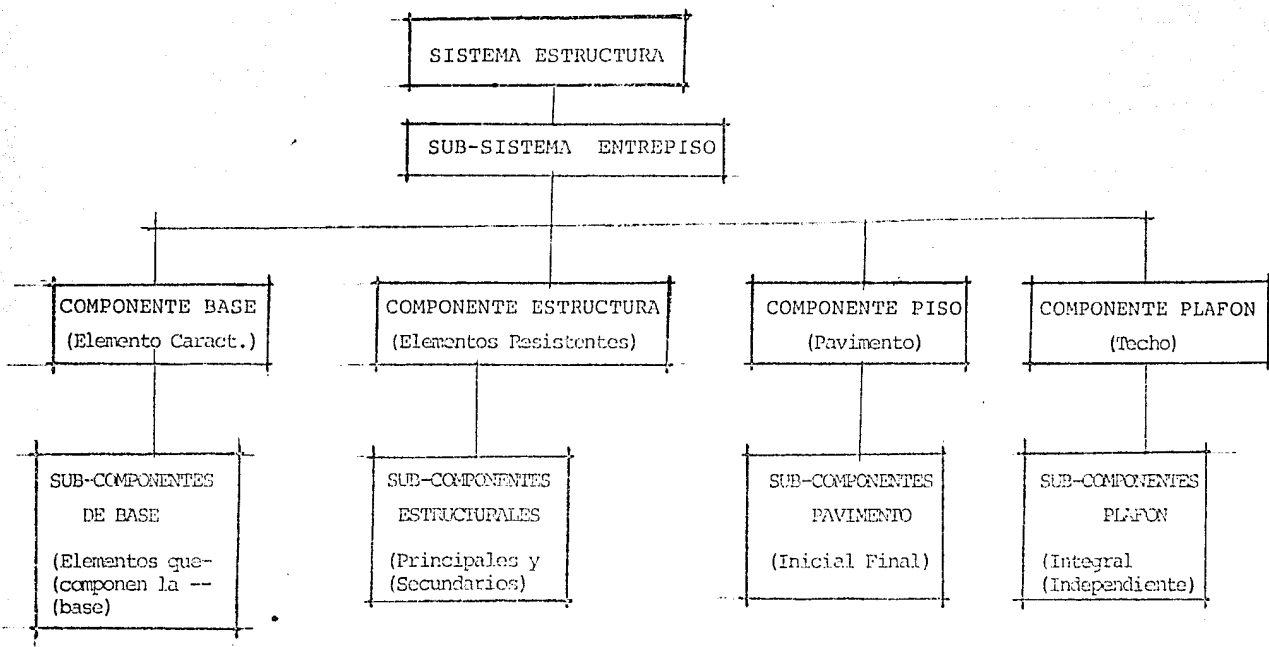 SISTEMA ESTRUCTURA
SUB-SISTEMA ENTREPISO
COMPONENTE BASE
(Elemento Caract.)
COMPONENTE ESTRUCTURA
(Elementos Resistentes)
COMPONENTE PISO
(Pavimento)
COMPONENTE PLAFON
(Techo)
SUB-COMPONENTES
DE BASE
(Elementos que-
(componen la --
(base)
SUB-COMPONENTES
ESTRUCTURALES
(Principales y
(Secundarios)
SUB-COMPONENTES
PAVIMENTO
(Inicial Final)
SUB-COMPONENTES
PLAFON
(Integral
(Independiente)